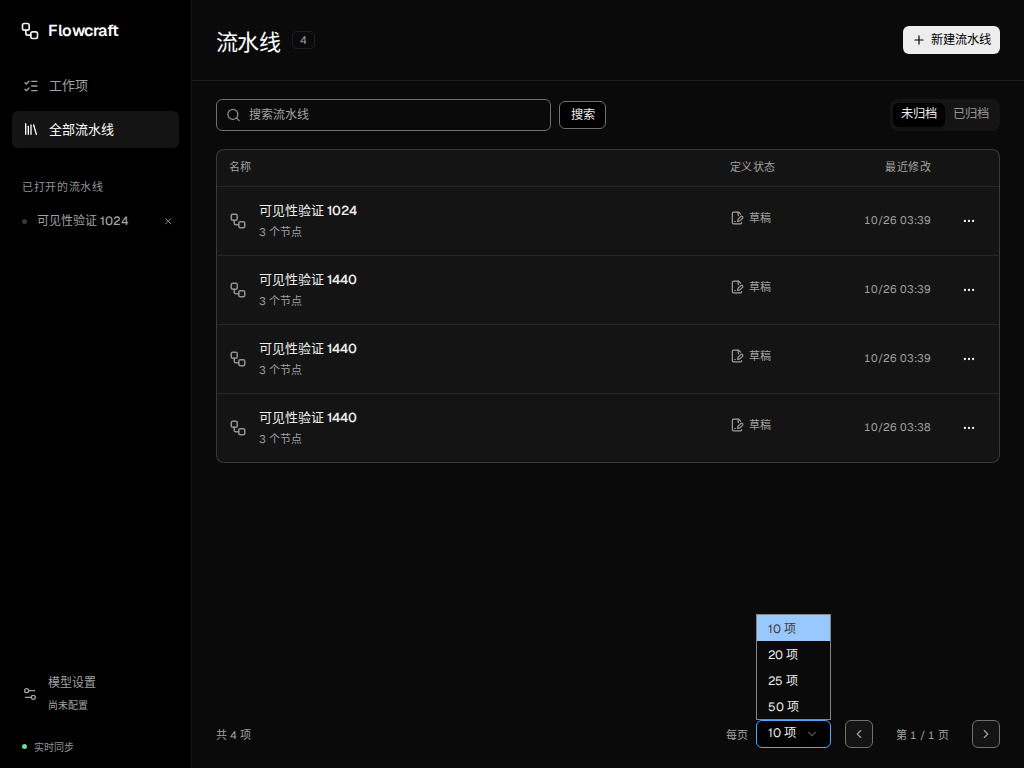 Flowcraft
工作项
全部流水线
已打开的流水线
可见性验证 1024
模型设置
尚未配置
实时同步
流水线 4
新建流水线
搜索流水线
搜索
未归档 已归档
名称 定义状态 最近修改
可见性验证 1024
3 个节点
草稿
10/26 03:39
可见性验证 1440
3 个节点
草稿
10/26 03:39
可见性验证 1440
3 个节点
草稿
10/26 03:39
可见性验证 1440
3 个节点
草稿
10/26 03:38
10 项
20 项
25 项
50 项
共 4 项
每页
10 项
第 1 / 1 页